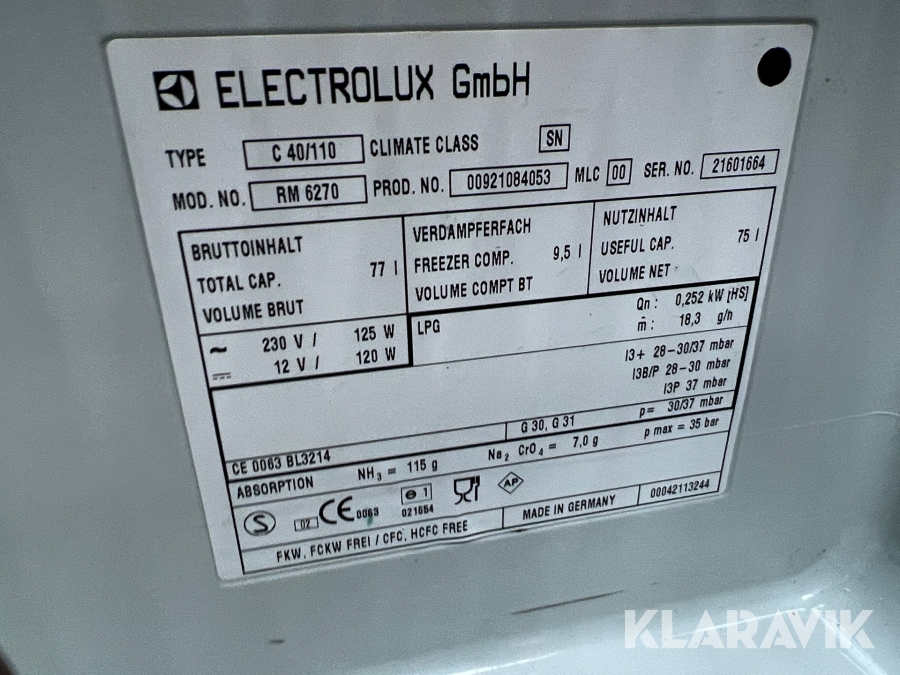 ELECTROLUX GmbH
TYPE C 40/110 CLIMATE CLASS SN
MOD. NO. RM 6270 PROD. NO. 00921084053 MLC 00 SER. NO. 21601664
BRUTTOINHALT
TOTAL CAP. 77 l
VOLUME BRUT
VERDAMPFERFACH
FREEZER COMP. 9,5 l
VOLUME COMPT BT
NUTZINHALT
USEFUL CAP. 75 l
VOLUME NET
~ 230 V / 125 W
⎓ 12 V / 120 W
LPG
Qn : 0,252 kW [HS]
ṁ : 18,3 g/h
I3+ 28-30/37 mbar
I3B/P 28-30 mbar
I3P 37 mbar
CE 0063 BL3214
G 30, G 31 p= 30/37 mbar
ABSORPTION NH₃ = 115 g Na₂ CrO₄ = 7,0 g p max = 35 bar
S 02 CE 0063 e 1 021654 AP
FKW, FCKW FREI / CFC, HCFC FREE
MADE IN GERMANY
00042113244
KLARAVIK